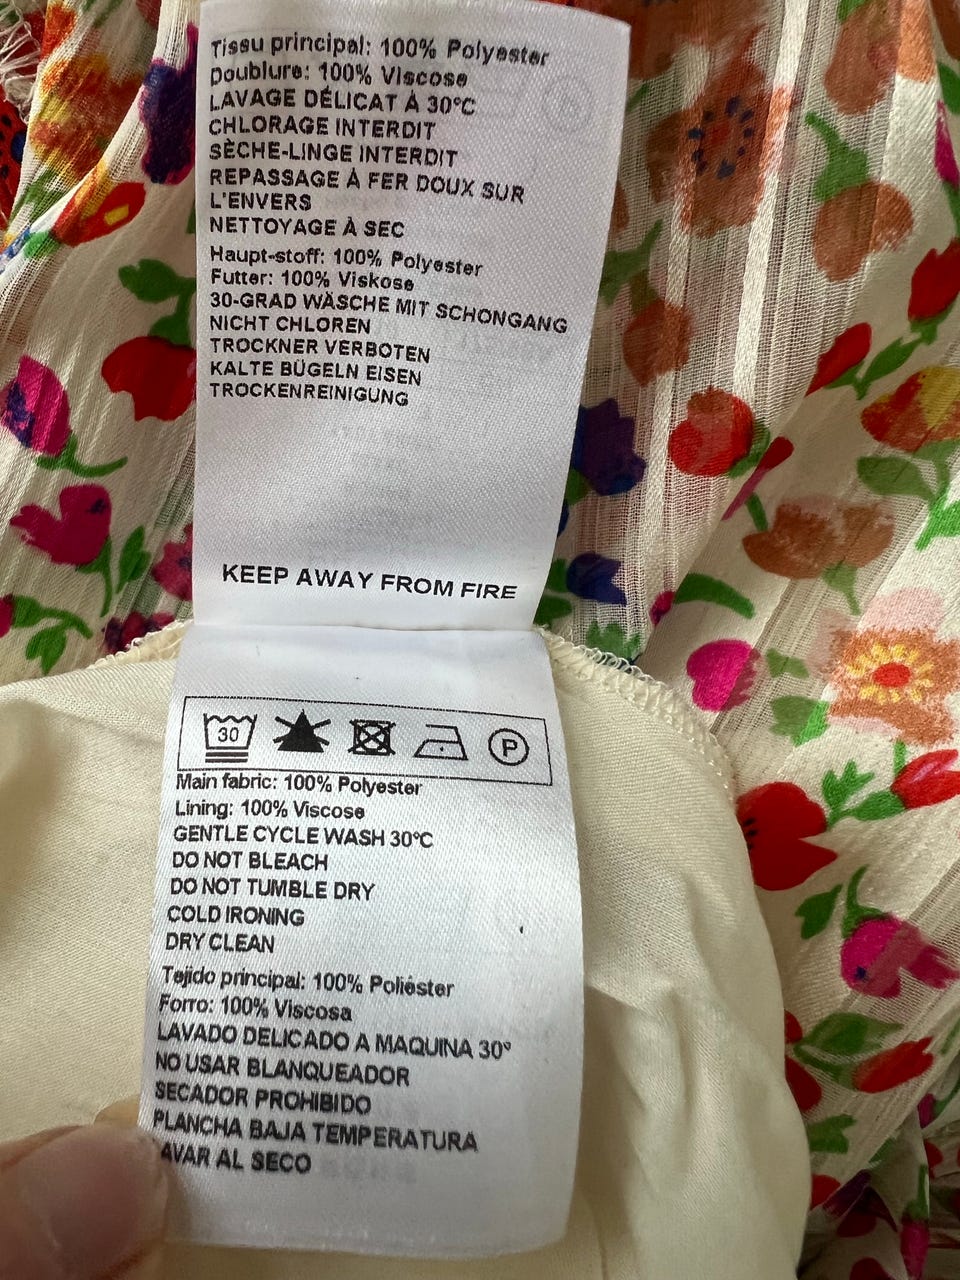 Tissu principal: 100% Polyester
Doublure: 100% Viscose
LAVAGE DÉLICAT À 30°C
CHLORAGE INTERDIT
SÈCHE-LINGE INTERDIT
REPASSAGE À FER DOUX SUR
L'ENVERS
NETTOYAGE À SEC
Haupt-stoff: 100% Polyester
Futter: 100% Viskose
30-GRAD WÄSCHE MIT SCHONGANG
NICHT CHLOREN
TROCKNER VERBOTEN
KALTE BÜGELN EISEN
TROCKENREINIGUNG
KEEP AWAY FROM FIRE
30 P
Main fabric: 100% Polyester
Lining: 100% Viscose
GENTLE CYCLE WASH 30°C
DO NOT BLEACH
DO NOT TUMBLE DRY
COLD IRONING
DRY CLEAN
Tejido principal: 100% Poliéster
Forro: 100% Viscosa
LAVADO DELICADO A MAQUINA 30°
NO USAR BLANQUEADOR
SECADOR PROHIBIDO
PLANCHA BAJA TEMPERATURA
AVAR AL SECO